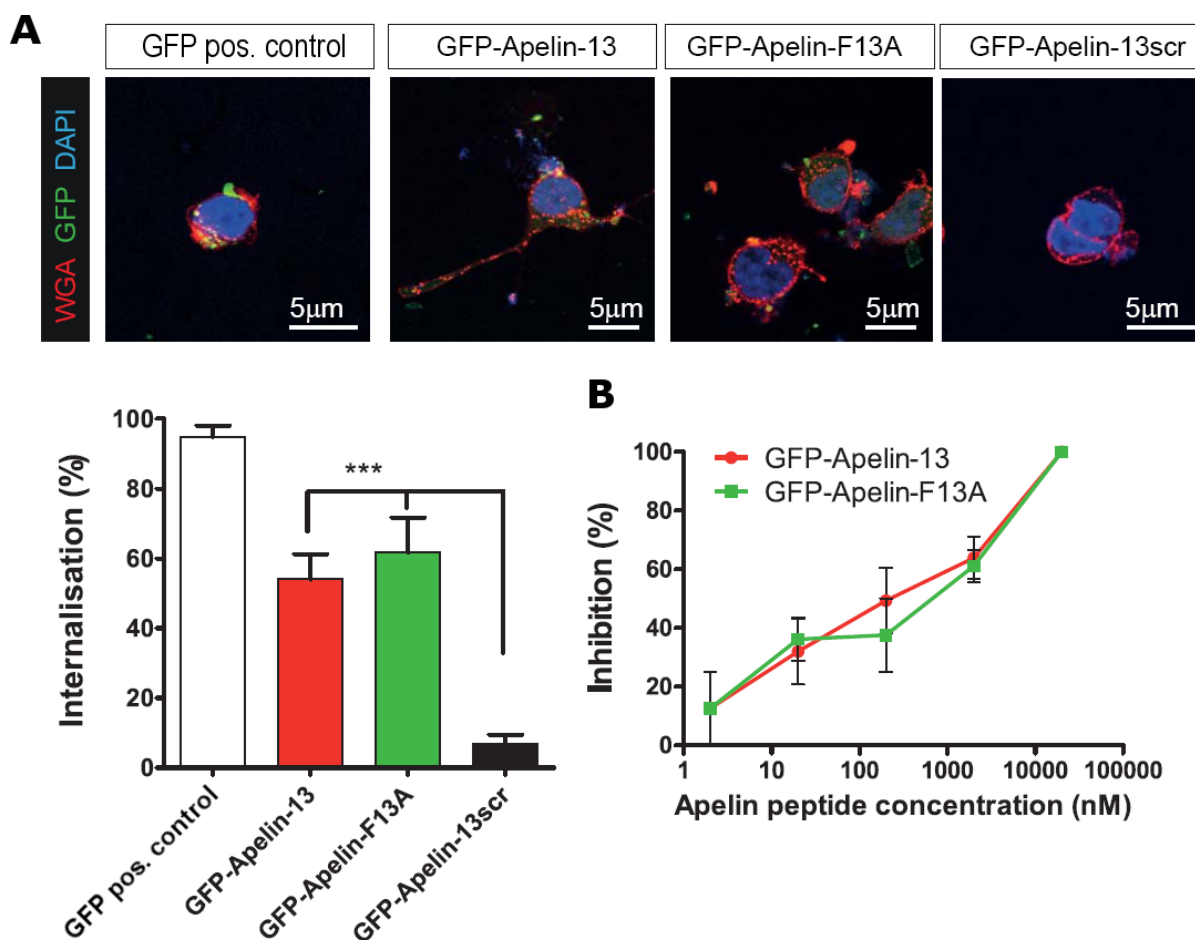 A
GFP pos. control
GFP-Apelin-13
GFP-Apelin-F13A
GFP-Apelin-13scr
WGA GFP DAPI
5μm
5μm
5μm
5μm
Internalisation (%)
100
80
60
40
20
0
***
GFP pos. control
GFP-Apelin-13
GFP-Apelin-F13A
GFP-Apelin-13scr
B
Inhibition (%)
100
80
60
40
20
0
GFP-Apelin-13
GFP-Apelin-F13A
1 10 100 1000 10000 100000
Apelin peptide concentration (nM)